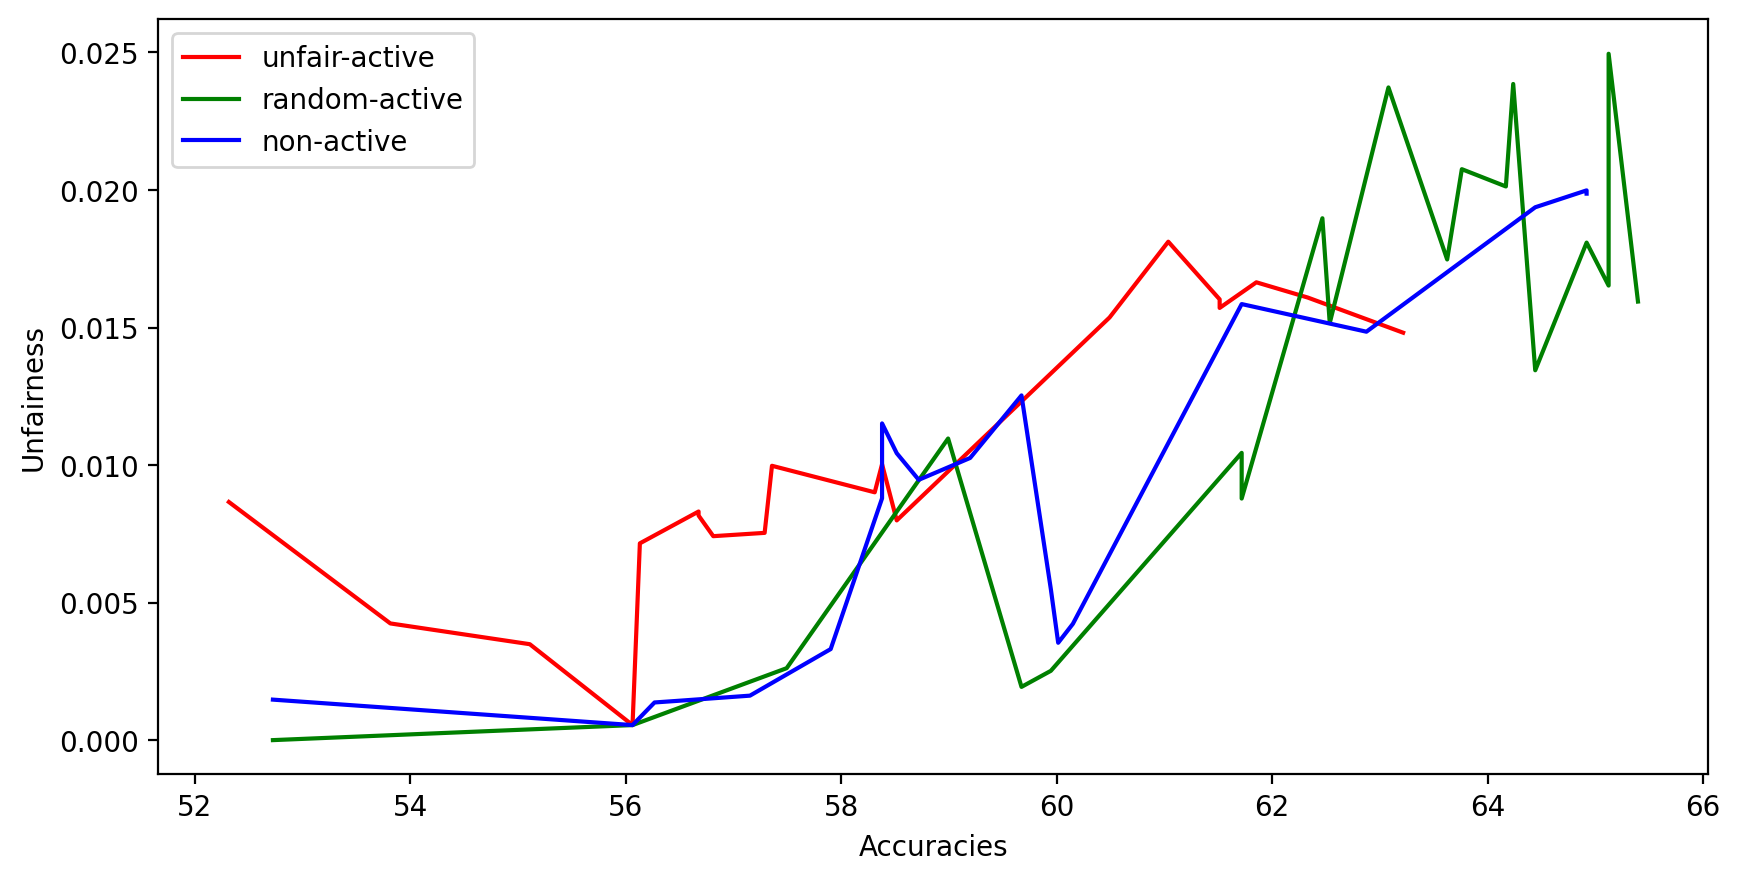 unfair-active
random-active
non-active
0.025
0.020
0.015
0.010
0.005
0.000
Unfairness
52 54 56 58 60 62 64 66
Accuracies